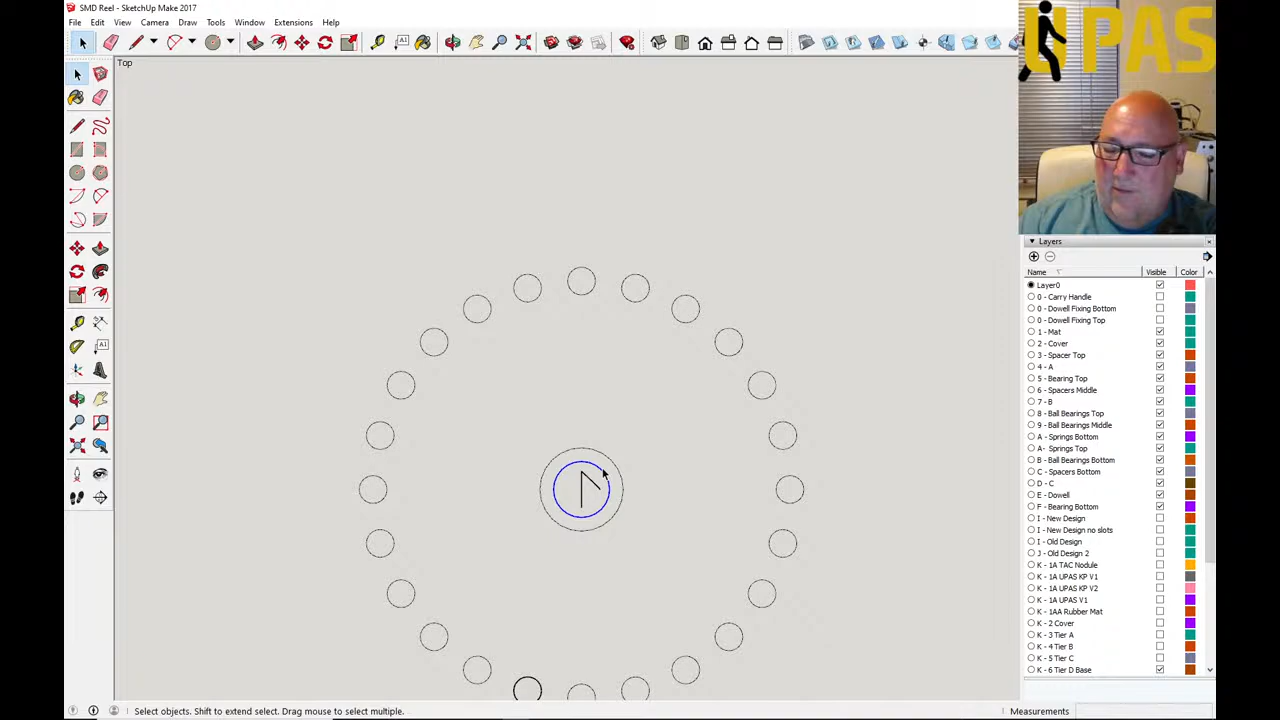 SMD Reel - SketchUp Make 2017
File Edit View Camera Draw Tools Window Extensions Help
Top
UPAS
Layers
Name Visible Color
Layer0
0 - Carry Handle
0 - Dowell Fixing Bottom
0 - Dowell Fixing Top
1 - Mat
2 - Cover
3 - Spacer Top
4 - A
5 - Bearing Top
6 - Spacers Middle
7 - B
8 - Ball Bearings Top
9 - Ball Bearings Middle
A - Springs Bottom
A- Springs Top
B - Ball Bearings Bottom
C - Spacers Bottom
D - C
E - Dowell
F - Bearing Bottom
I - New Design
I - New Design no slots
I - Old Design
J - Old Design 2
K - 1A TAC Nodule
K - 1A UPAS KP V1
K - 1A UPAS KP V2
K - 1A UPAS V1
K - 1AA Rubber Mat
K - 2 Cover
K - 3 Tier A
K - 4 Tier B
K - 5 Tier C
K - 6 Tier D Base
Select objects. Shift to extend select. Drag mouse to select multiple.
Measurements